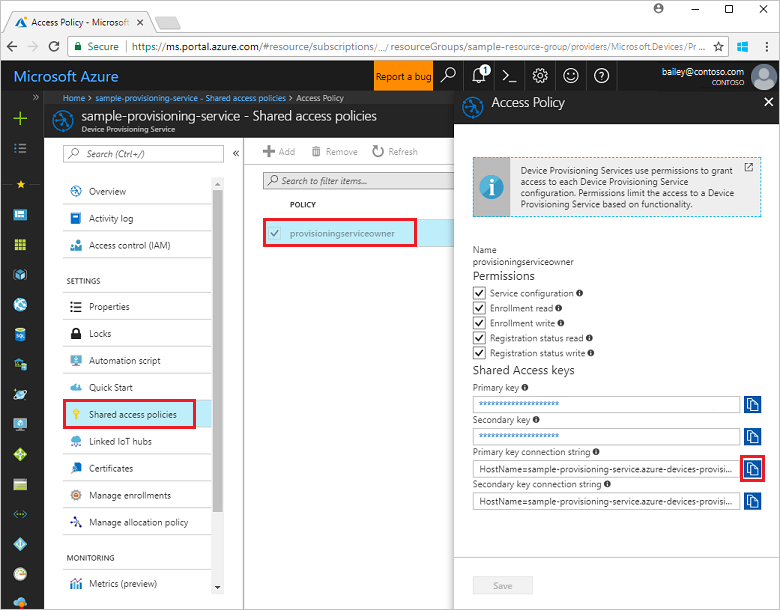 Access Policy - Microsoft
Secure
https://ms.portal.azure.com/#resource/subscriptions/.../resourceGroups/sample-resource-group/providers/Microsoft.Devices/Pr...
Microsoft Azure
Report a bug
1
bailey@contoso.com
CONTOSO
Home > sample-provisioning-service - Shared access policies > Access Policy
sample-provisioning-service - Shared access policies
Device Provisioning Service
Search (Ctrl+/)
Overview
Activity log
Access control (IAM)
SETTINGS
Properties
Locks
Automation script
Quick Start
Shared access policies
Linked IoT hubs
Certificates
Manage enrollments
Manage allocation policy
MONITORING
Metrics (preview)
Add
Remove
Refresh
Search to filter items...
POLICY
provisioningserviceowner
Access Policy
Device Provisioning Services use permissions to grant
access to each Device Provisioning Service
configuration. Permissions limit the access to a Device
Provisioning Service based on functionality.
Name
provisioningserviceowner
Permissions
Service configuration
Enrollment read
Enrollment write
Registration status read
Registration status write
Shared Access keys
Primary key
********************
Secondary key
********************
Primary key connection string
HostName=sample-provisioning-service.azure-devices-provisi...
Secondary key connection string
HostName=sample-provisioning-service.azure-devices-provisi...
Save